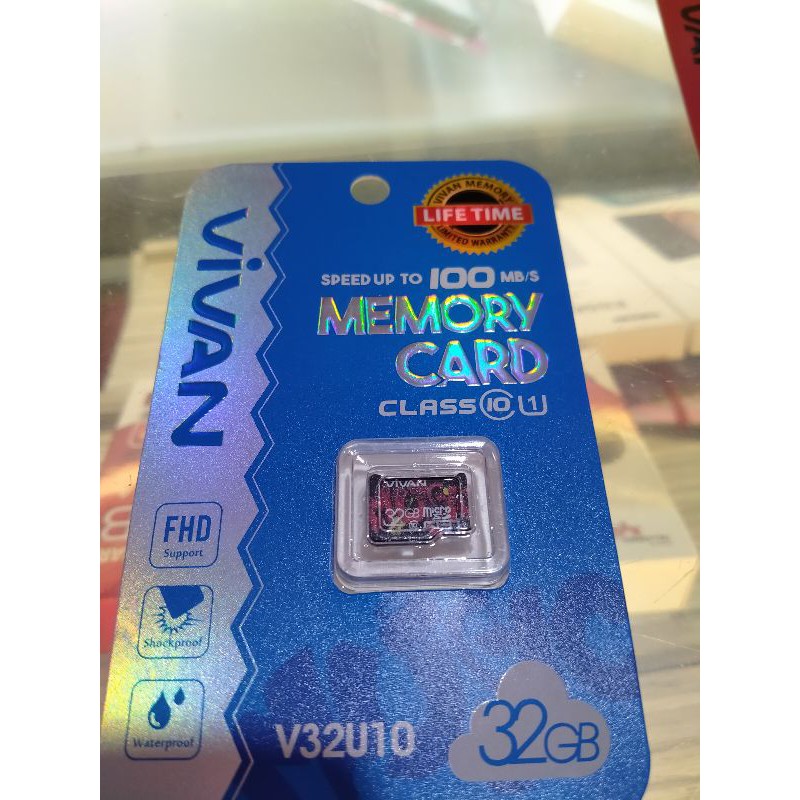 VIVAN MEMORY
LIFE TIME
LIMITED WARRANTY
ViVAN
SPEED UP TO 100 MB/S
MEMORY
CARD
CLASS 10 U1
ViVAN
32GB micro
FHD
Support
Shockproof
Waterproof
V32U10
32GB